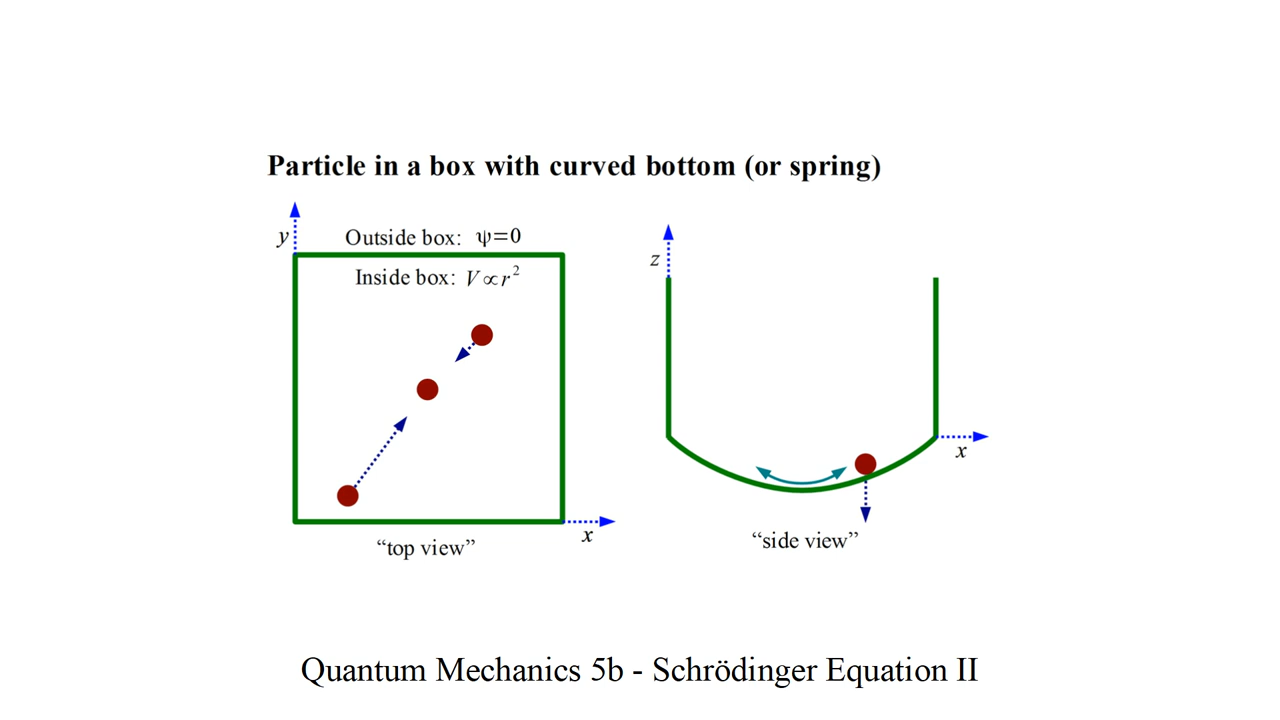 Particle in a box with curved bottom (or spring)
y
Outside box: ψ=0
Inside box: V∝r²
x
“top view”
z
x
“side view”
Quantum Mechanics 5b - Schrödinger Equation II